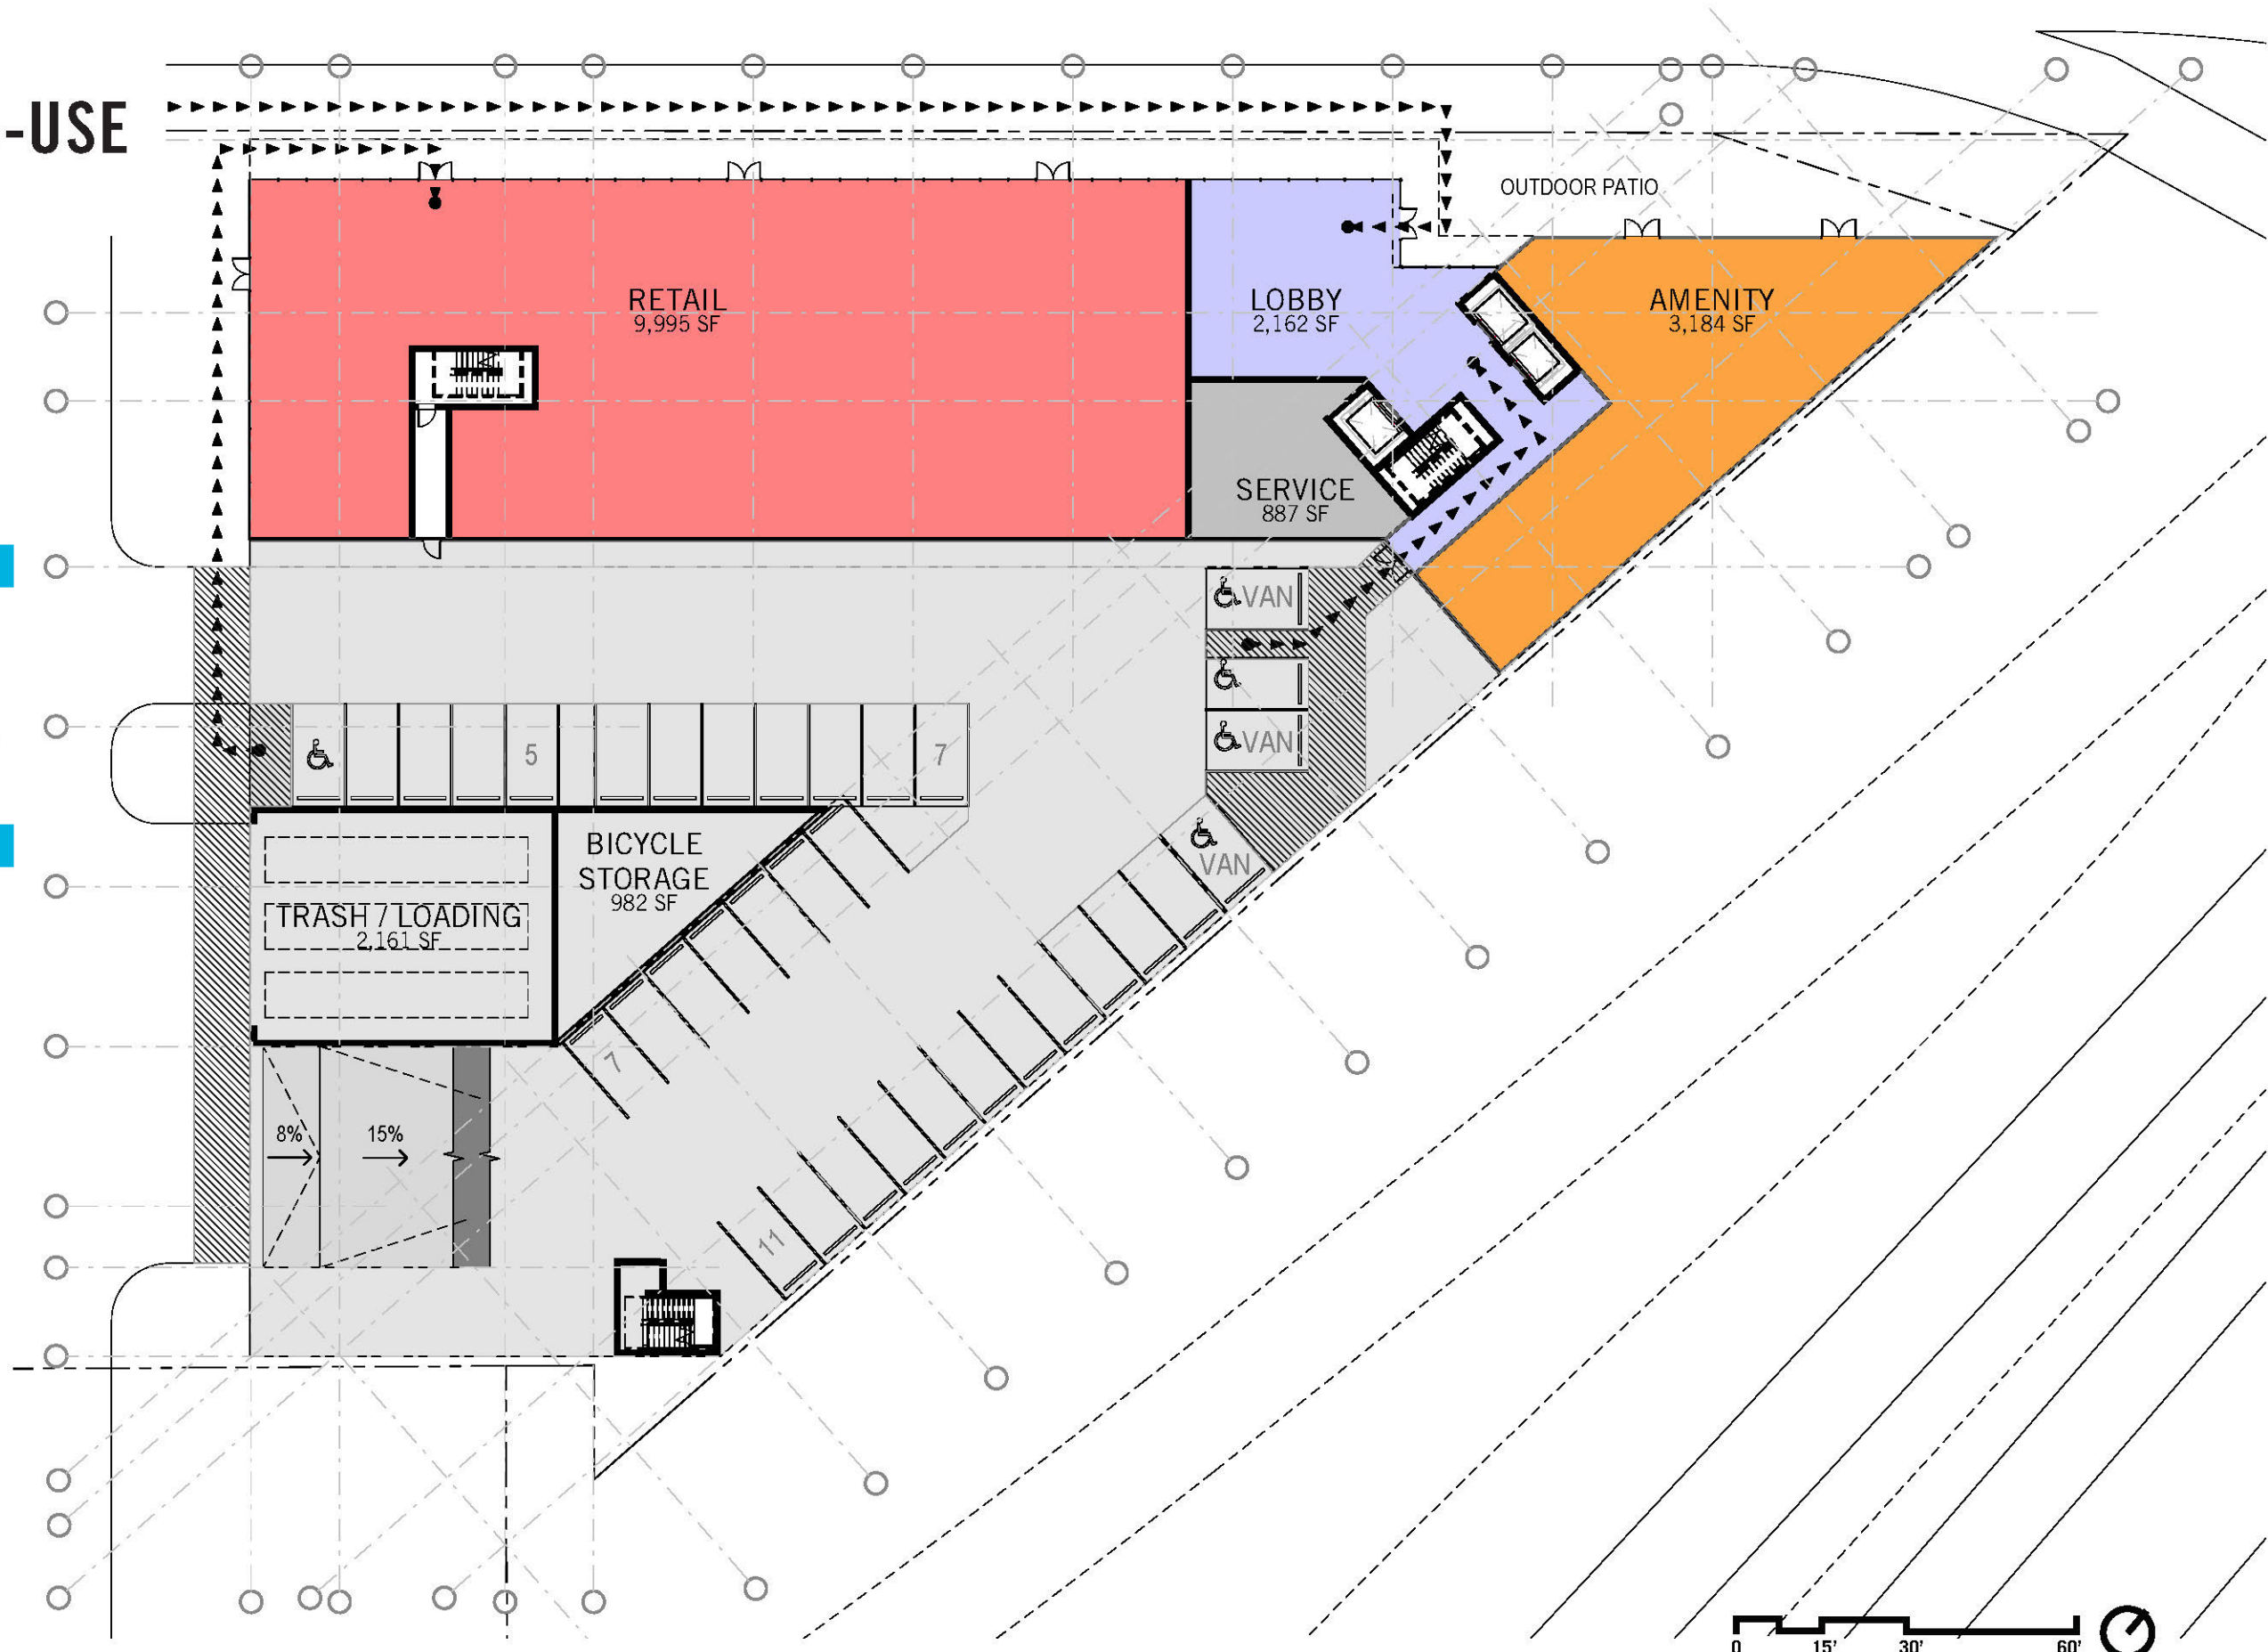 -USE
OUTDOOR PATIO
RETAIL
9,995 SF
LOBBY
2,162 SF
AMENITY
3,184 SF
SERVICE
887 SF
VAN
VAN
5
7
BICYCLE
STORAGE
982 SF
VAN
TRASH / LOADING
2,161 SF
7
8%
15%
11
0
15'
30'
60'